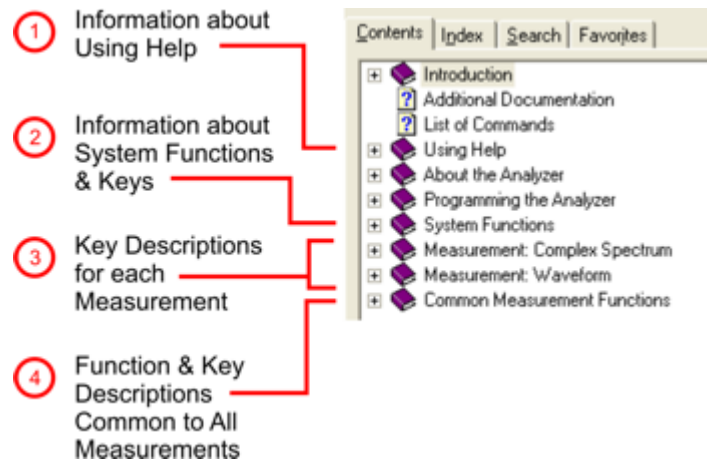 1
Information about
Using Help
2
Information about
System Functions
& Keys
3
Key Descriptions
for each
Measurement
4
Function & Key
Descriptions
Common to All
Measurements
Contents Index Search Favorites
Introduction
Additional Documentation
List of Commands
Using Help
About the Analyzer
Programming the Analyzer
System Functions
Measurement: Complex Spectrum
Measurement: Waveform
Common Measurement Functions